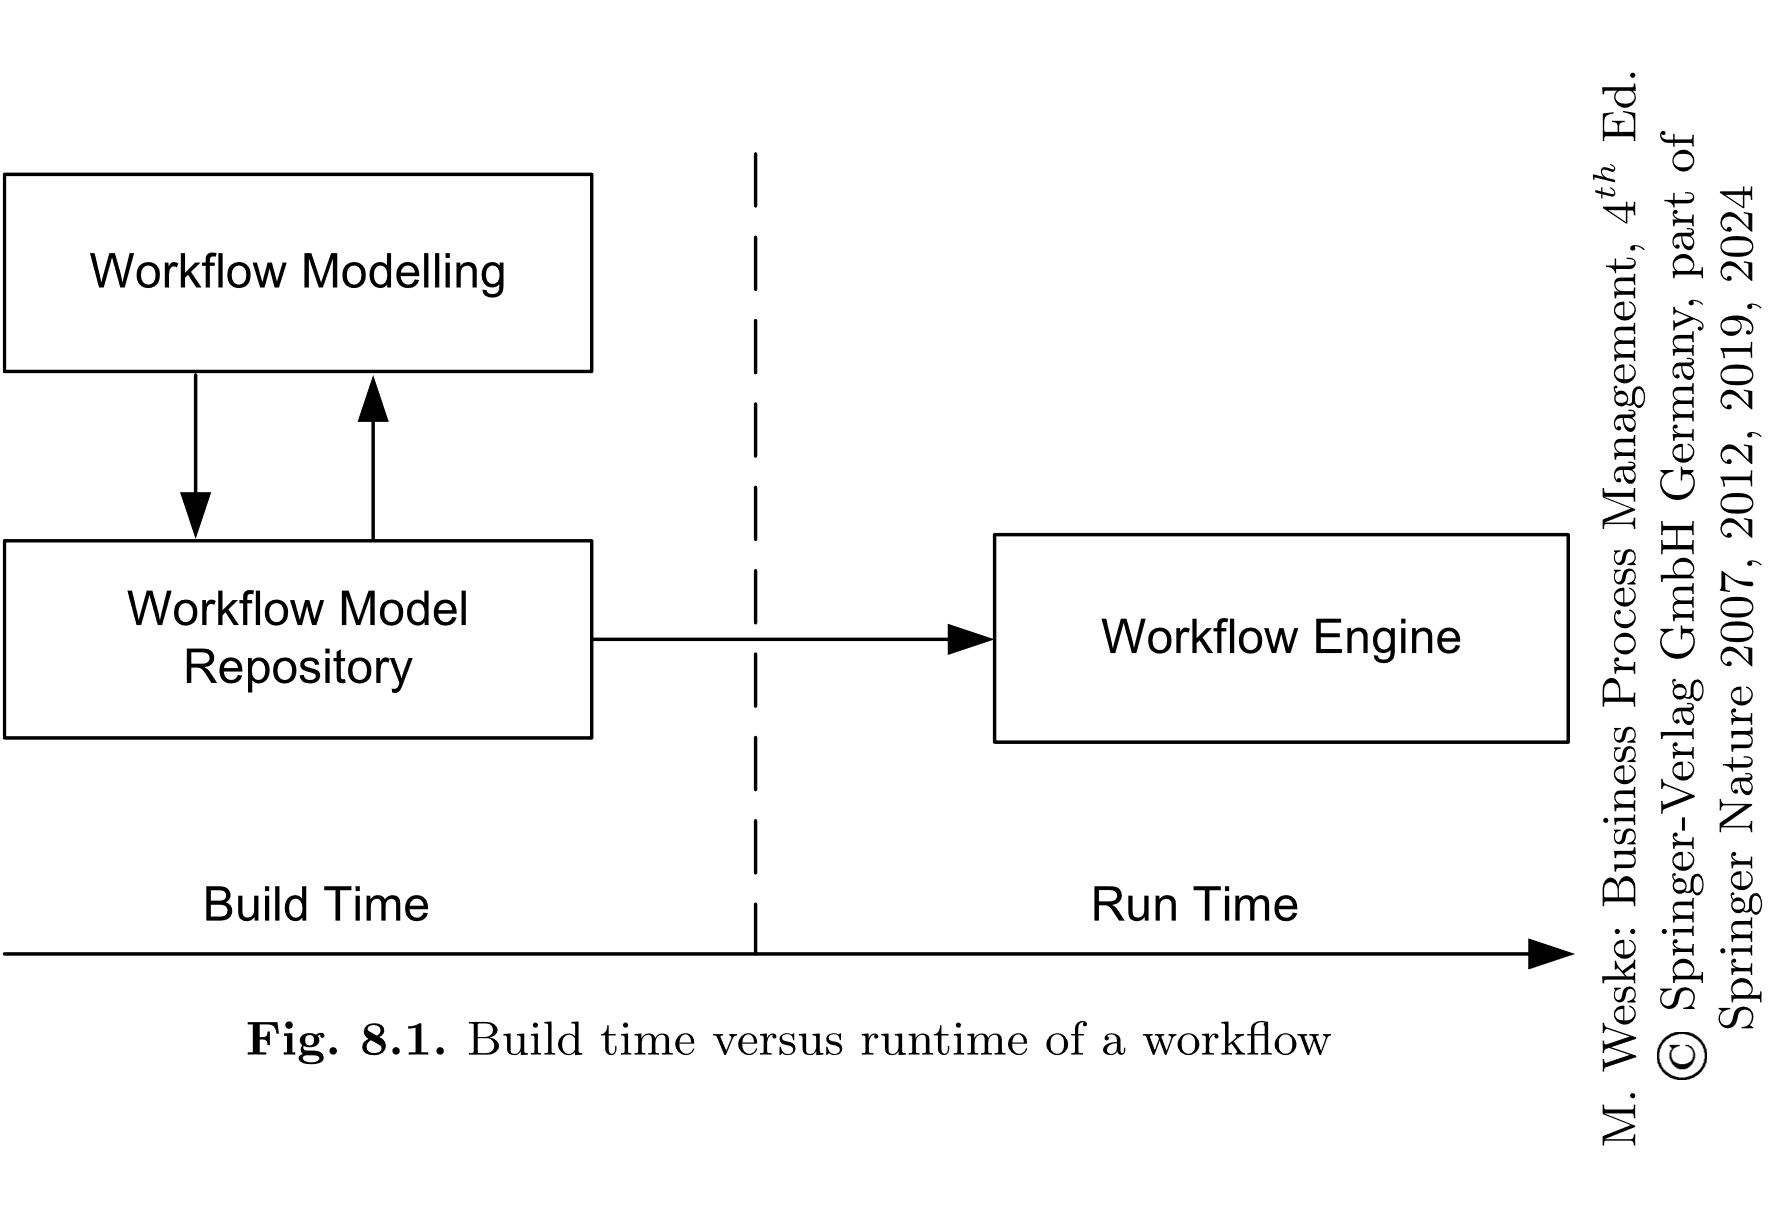 Workflow Modelling
Workflow Model
Repository
Workflow Engine
Build Time
Run Time
Fig. 8.1. Build time versus runtime of a workflow
M. Weske: Business Process Management, 4th Ed.
© Springer-Verlag GmbH Germany, part of
Springer Nature 2007, 2012, 2019, 2024